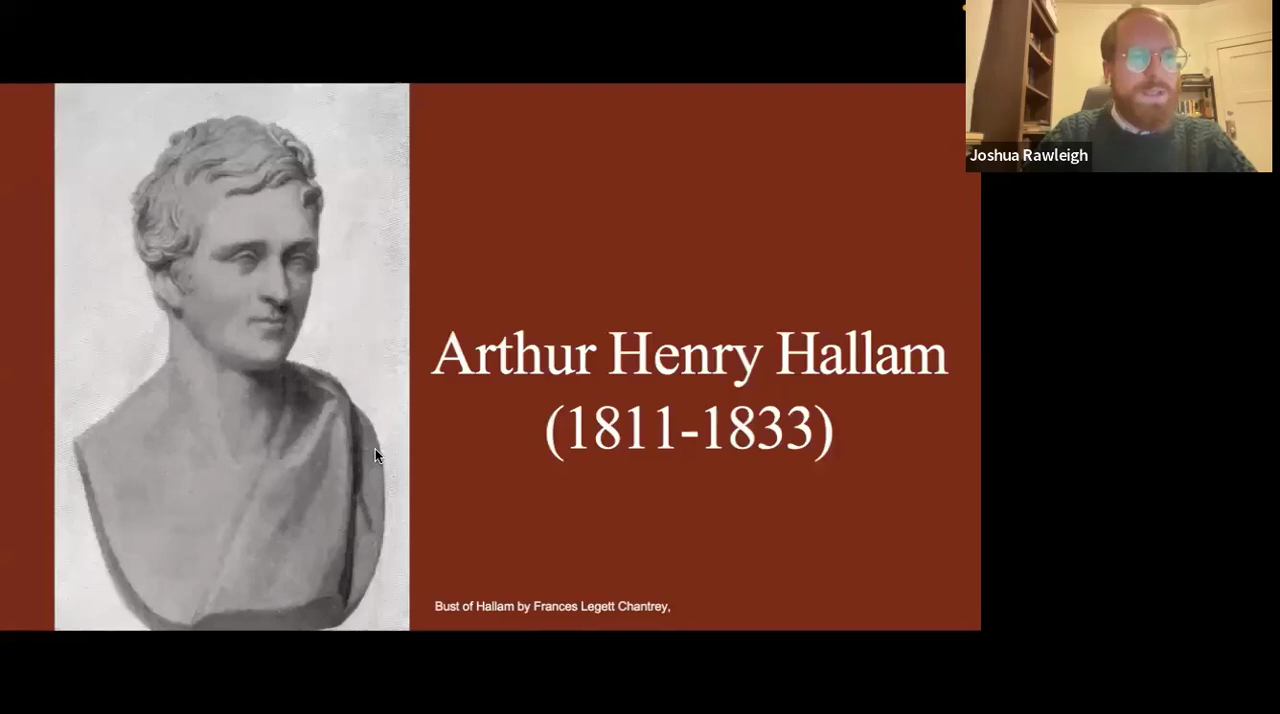 Joshua Rawleigh
Arthur Henry Hallam
(1811-1833)
Bust of Hallam by Frances Legett Chantrey,